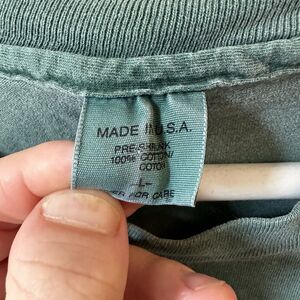 MADE IN U.S.A.
PRE-SHRUNK
100% COTTON/
COTON
L-
FOR CARE